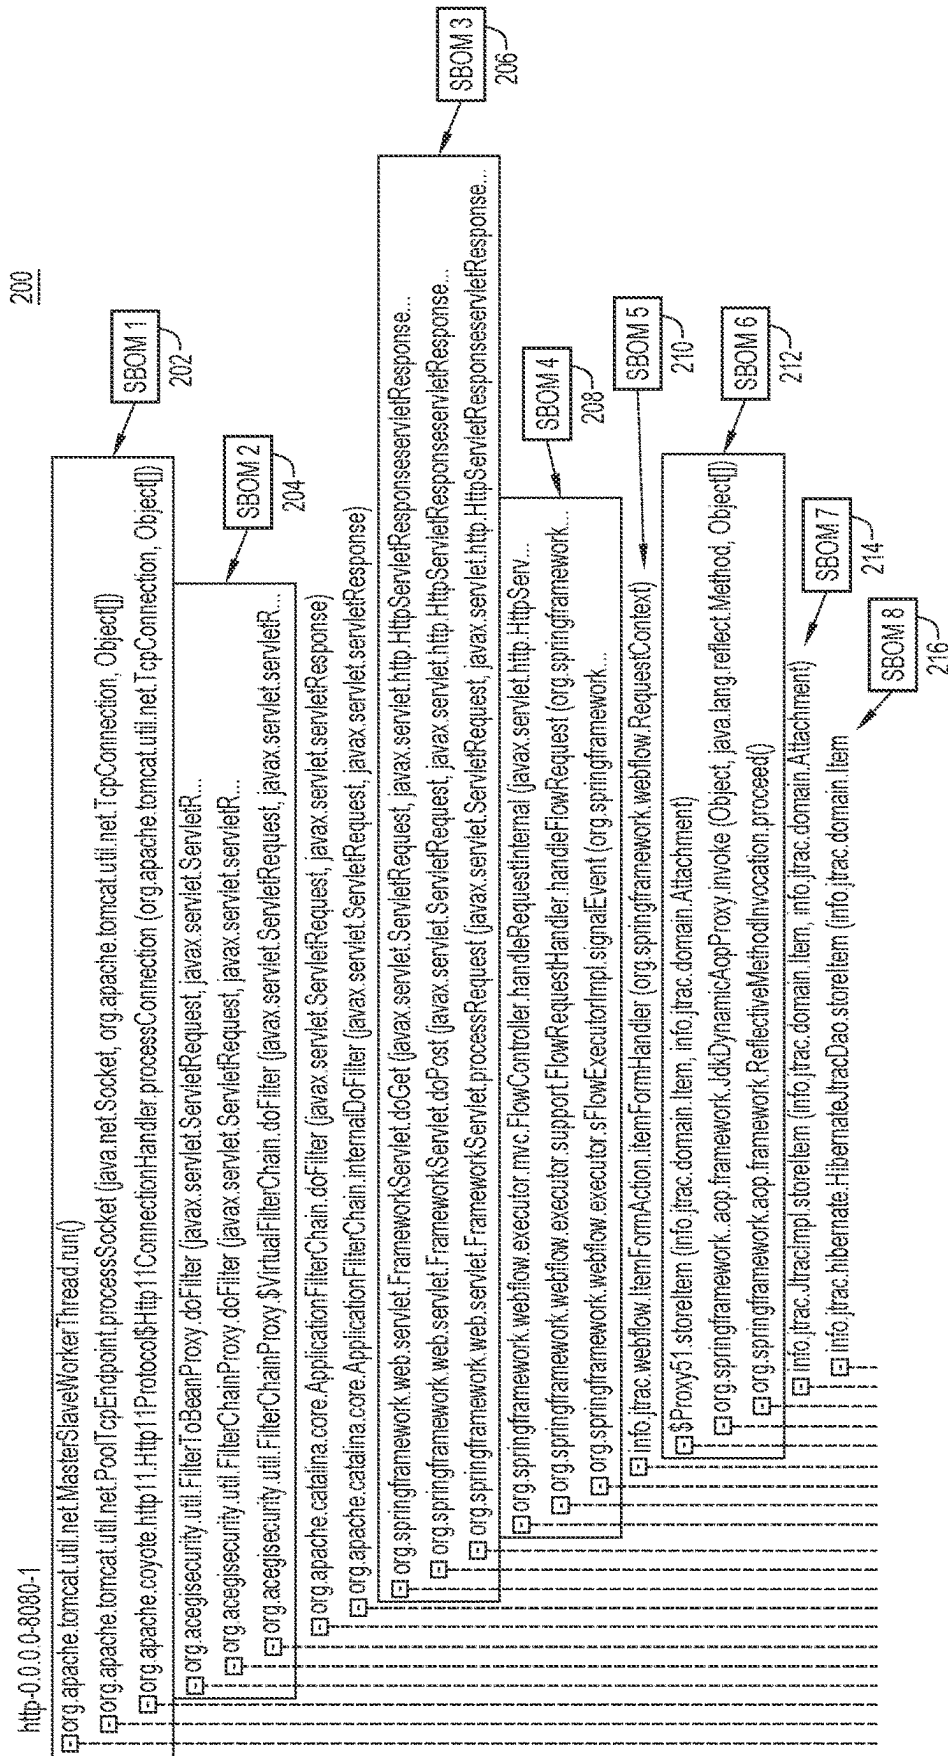 200
http-0.0.0.0-8080-1
org.apache.tomcat.util.net.MasterSlaveWorkerThread.run()
org.apache.tomcat.util.net.PoolTcpEndpoint.processSocket (java.net.Socket, org.apache.tomcat.util.net.TcpConnection, Object[])
org.apache.coyote.http11.Http11Protocol$Http11ConnectionHandler.processConnection (org.apache.tomcat.util.net.TcpConnection, Object[])
SBOM 1
202
org.acegisecurity.util.FilterToBeanProxy.doFilter (javax.servlet.ServletRequest, javax.servlet.ServletR...
org.acegisecurity.util.FilterChainProxy.doFilter (javax.servlet.ServletRequest, javax.servlet.servletR...
org.acegisecurity.util.FilterChainProxy.$VirtualFilterChain.doFilter (javax.servlet.ServletRequest, javax.servlet.servletR...
SBOM 2
204
org.apache.catalina.core.ApplicationFilterChain.doFilter (javax.servlet.ServletRequest, javax.servlet.servletResponse)
org.apache.catalina.core.ApplicationFilterChain.internalDoFilter (javax.servlet.ServletRequest, javax.servlet.servletResponse)
org.springframework.web.servlet.FrameworkServlet.doGet (javax.servlet.ServletRequest, javax.servlet.http.HttpServletResponseservletResponse...
org.springframework.web.servlet.FrameworkServlet.doPost (javax.servlet.ServletRequest, javax.servlet.http.HttpServletResponseservletResponse...
org.springframework.web.servlet.FrameworkServlet.processRequest (javax.servlet.ServletRequest, javax.servlet.http.HttpServletResponseservletResponse...
SBOM 3
206
org.springframework.webflow.executor.mvc.FlowController.handleRequestInternal (javax.servlet.http.HttpServ...
org.springframework.webflow.executor.support.FlowRequestHandler.handleFlowRequest (org.springframework...
org.springframework.webflow.executor.sFlowExecutorImpl.signalEvent (org.springframework...
SBOM 4
208
info.jtrac.webflow.ItemFormAction.itemFormHandler (org.springframework.webflow.RequestContext)
SBOM 5
210
$Proxy51.storeItem (info.jtrac.domain.Item, info.jtrac.domain.Attachment)
org.springframework.aop.framework.JdkDynamicAopProxy.invoke (Object, java.lang.reflect.Method, Object[])
org.springframework.aop.framework.ReflectiveMethodInvocation.proceed()
SBOM 6
212
info.jtrac.JtracImpl.storeItem (info.jtrac.domain.Item, info.jtrac.domain.Attachment)
SBOM 7
214
info.jtrac.hibernate.HibernateJtracDao.storeItem (info.jtrac.domain.Item
SBOM 8
216